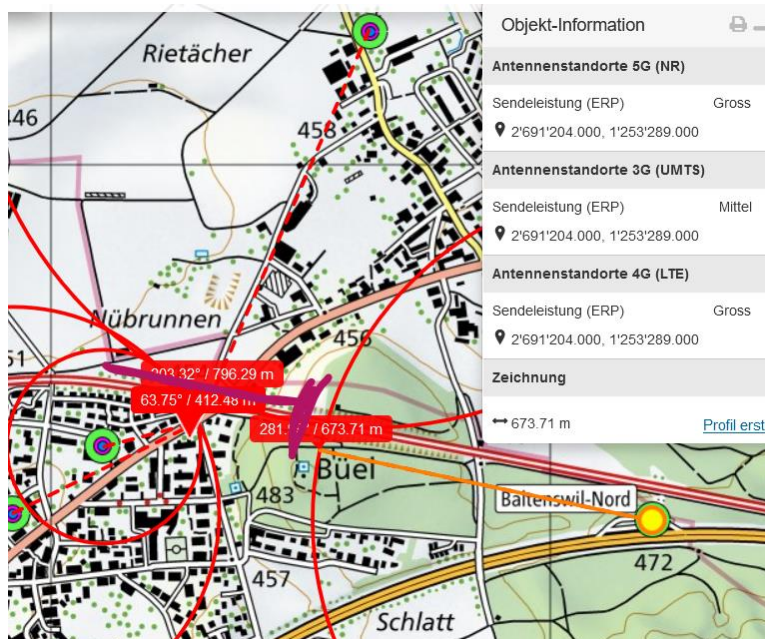 Objekt-Information
Antennenstandorte 5G (NR)
Sendeleistung (ERP) Gross
2'691'204.000, 1'253'289.000
Antennenstandorte 3G (UMTS)
Sendeleistung (ERP) Mittel
2'691'204.000, 1'253'289.000
Antennenstandorte 4G (LTE)
Sendeleistung (ERP) Gross
2'691'204.000, 1'253'289.000
Zeichnung
673.71 m Profil erst
Rietächer
446
458
Nübrunnen
456
51
203.32° / 796.29 m
63.75° / 412.48 m
/ 673.71 m
Büel
483
Baltenswil-Nord
472
457
Schlatt